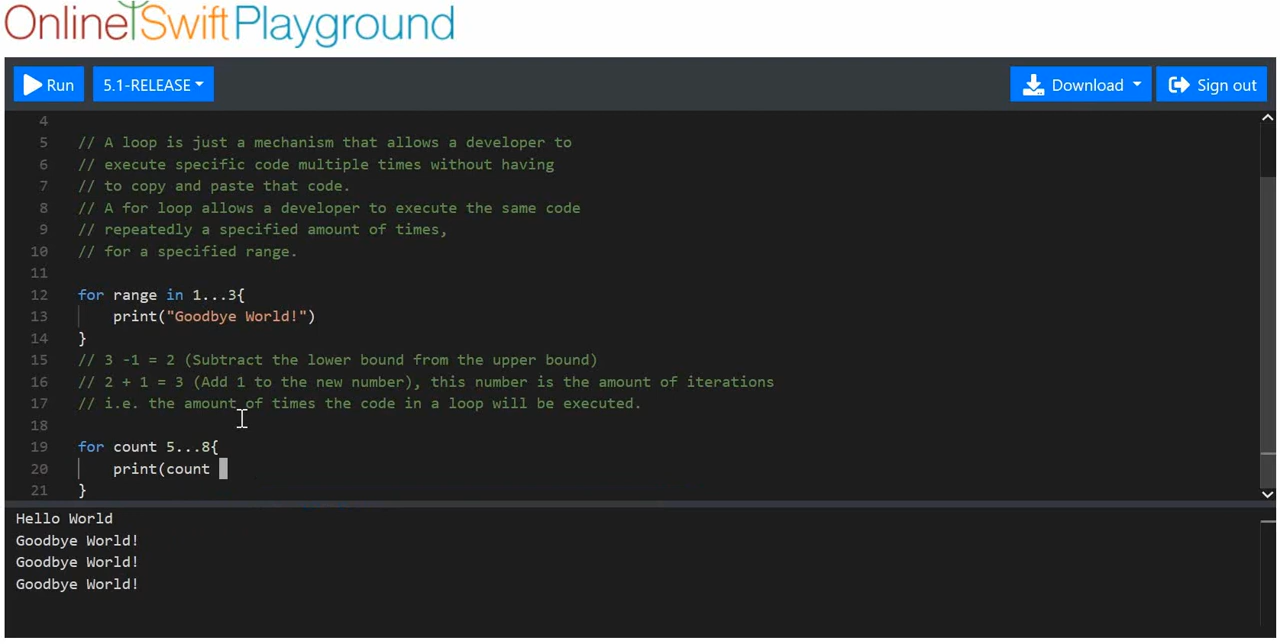 Online Swift Playground
Run 5.1-RELEASE Download Sign out
4
5 // A loop is just a mechanism that allows a developer to
6 // execute specific code multiple times without having
7 // to copy and paste that code.
8 // A for loop allows a developer to execute the same code
9 // repeatedly a specified amount of times,
10 // for a specified range.
11
12 for range in 1...3{
13 print("Goodbye World!")
14 }
15 // 3 -1 = 2 (Subtract the lower bound from the upper bound)
16 // 2 + 1 = 3 (Add 1 to the new number), this number is the amount of iterations
17 // i.e. the amount of times the code in a loop will be executed.
18
19 for count 5...8{
20 print(count
21 }
Hello World
Goodbye World!
Goodbye World!
Goodbye World!